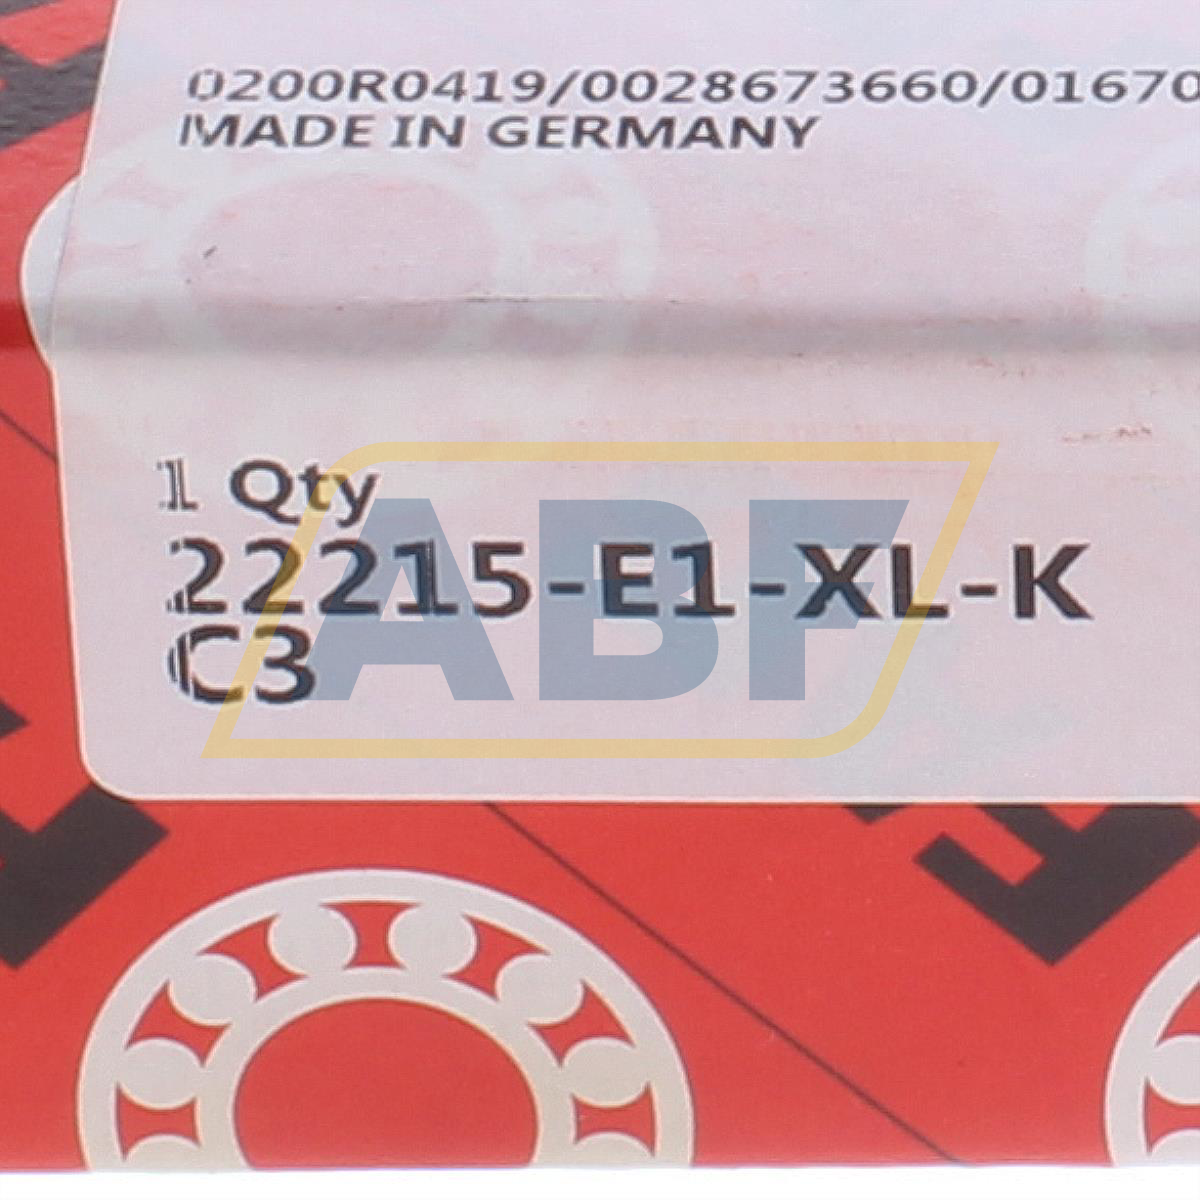 0200R0419/0028673660/01670
MADE IN GERMANY
1 Qty
22215-E1-XL-K
C3
ABF